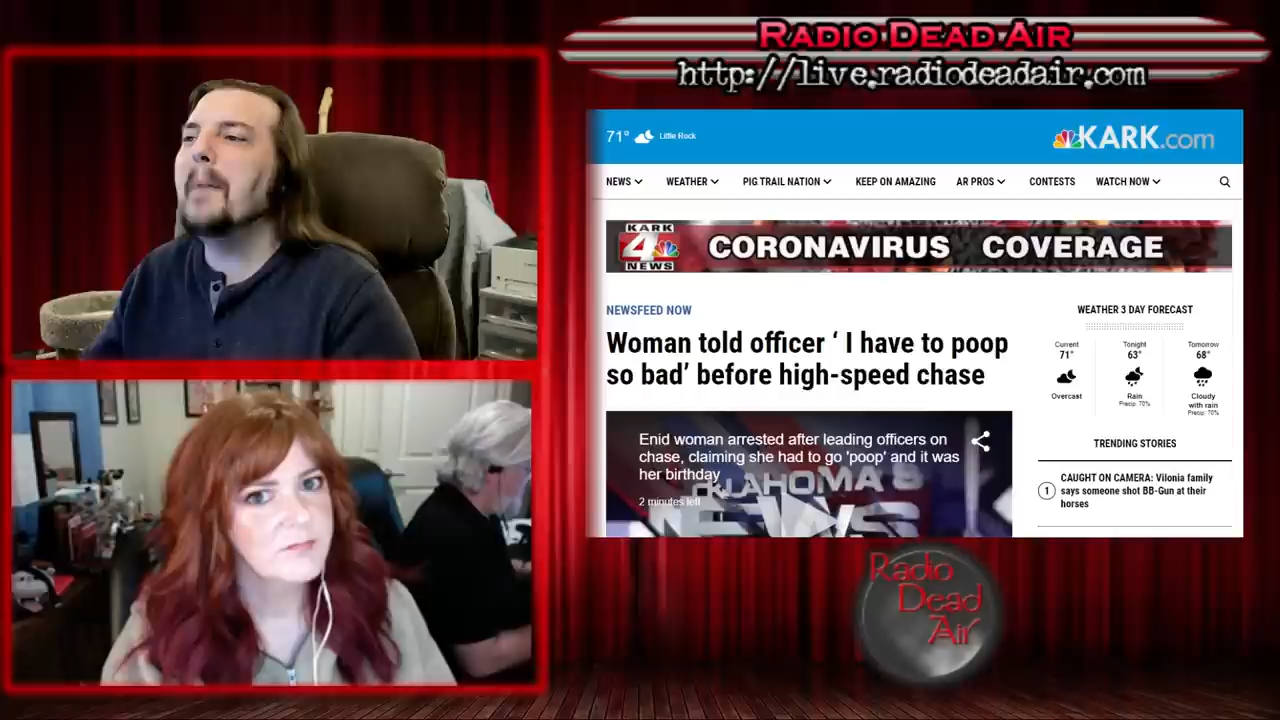 RADIO DEAD AIR
http://live.radiodeadair.com
71° Little Rock
KARK.com
NEWS WEATHER PIG TRAIL NATION KEEP ON AMAZING AR PROS CONTESTS WATCH NOW
KARK
4
NEWS
CORONAVIRUS COVERAGE
NEWSFEED NOW
Woman told officer ‘ I have to poop
so bad’ before high-speed chase
Enid woman arrested after leading officers on
chase, claiming she had to go 'poop' and it was
her birthday
2 minutes left
OKLAHOMA'S
NEWS
WEATHER 3 DAY FORECAST
Current Tonight Tomorrow
71° 63° 68°
Overcast Rain Cloudy
with rain
Precip: 70% Precip: 70%
TRENDING STORIES
1 CAUGHT ON CAMERA: Vilonia family
says someone shot BB-Gun at their
horses
Radio
Dead
Air